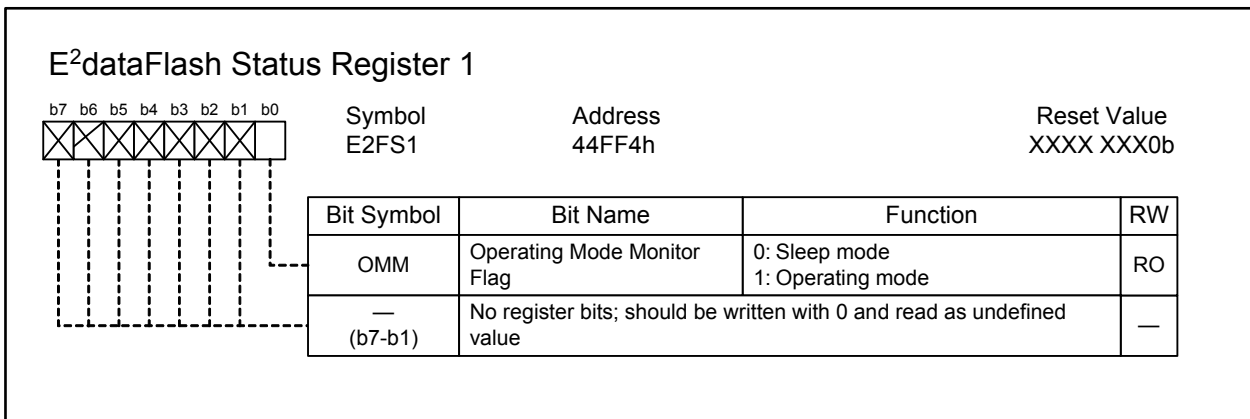 E²dataFlash Status Register 1
b7 b6 b5 b4 b3 b2 b1 b0
Symbol Address Reset Value
E2FS1 44FF4h XXXX XXX0b
Bit Symbol Bit Name Function RW
OMM Operating Mode Monitor Flag 0: Sleep mode 1: Operating mode RO
— (b7-b1) No register bits; should be written with 0 and read as undefined value —